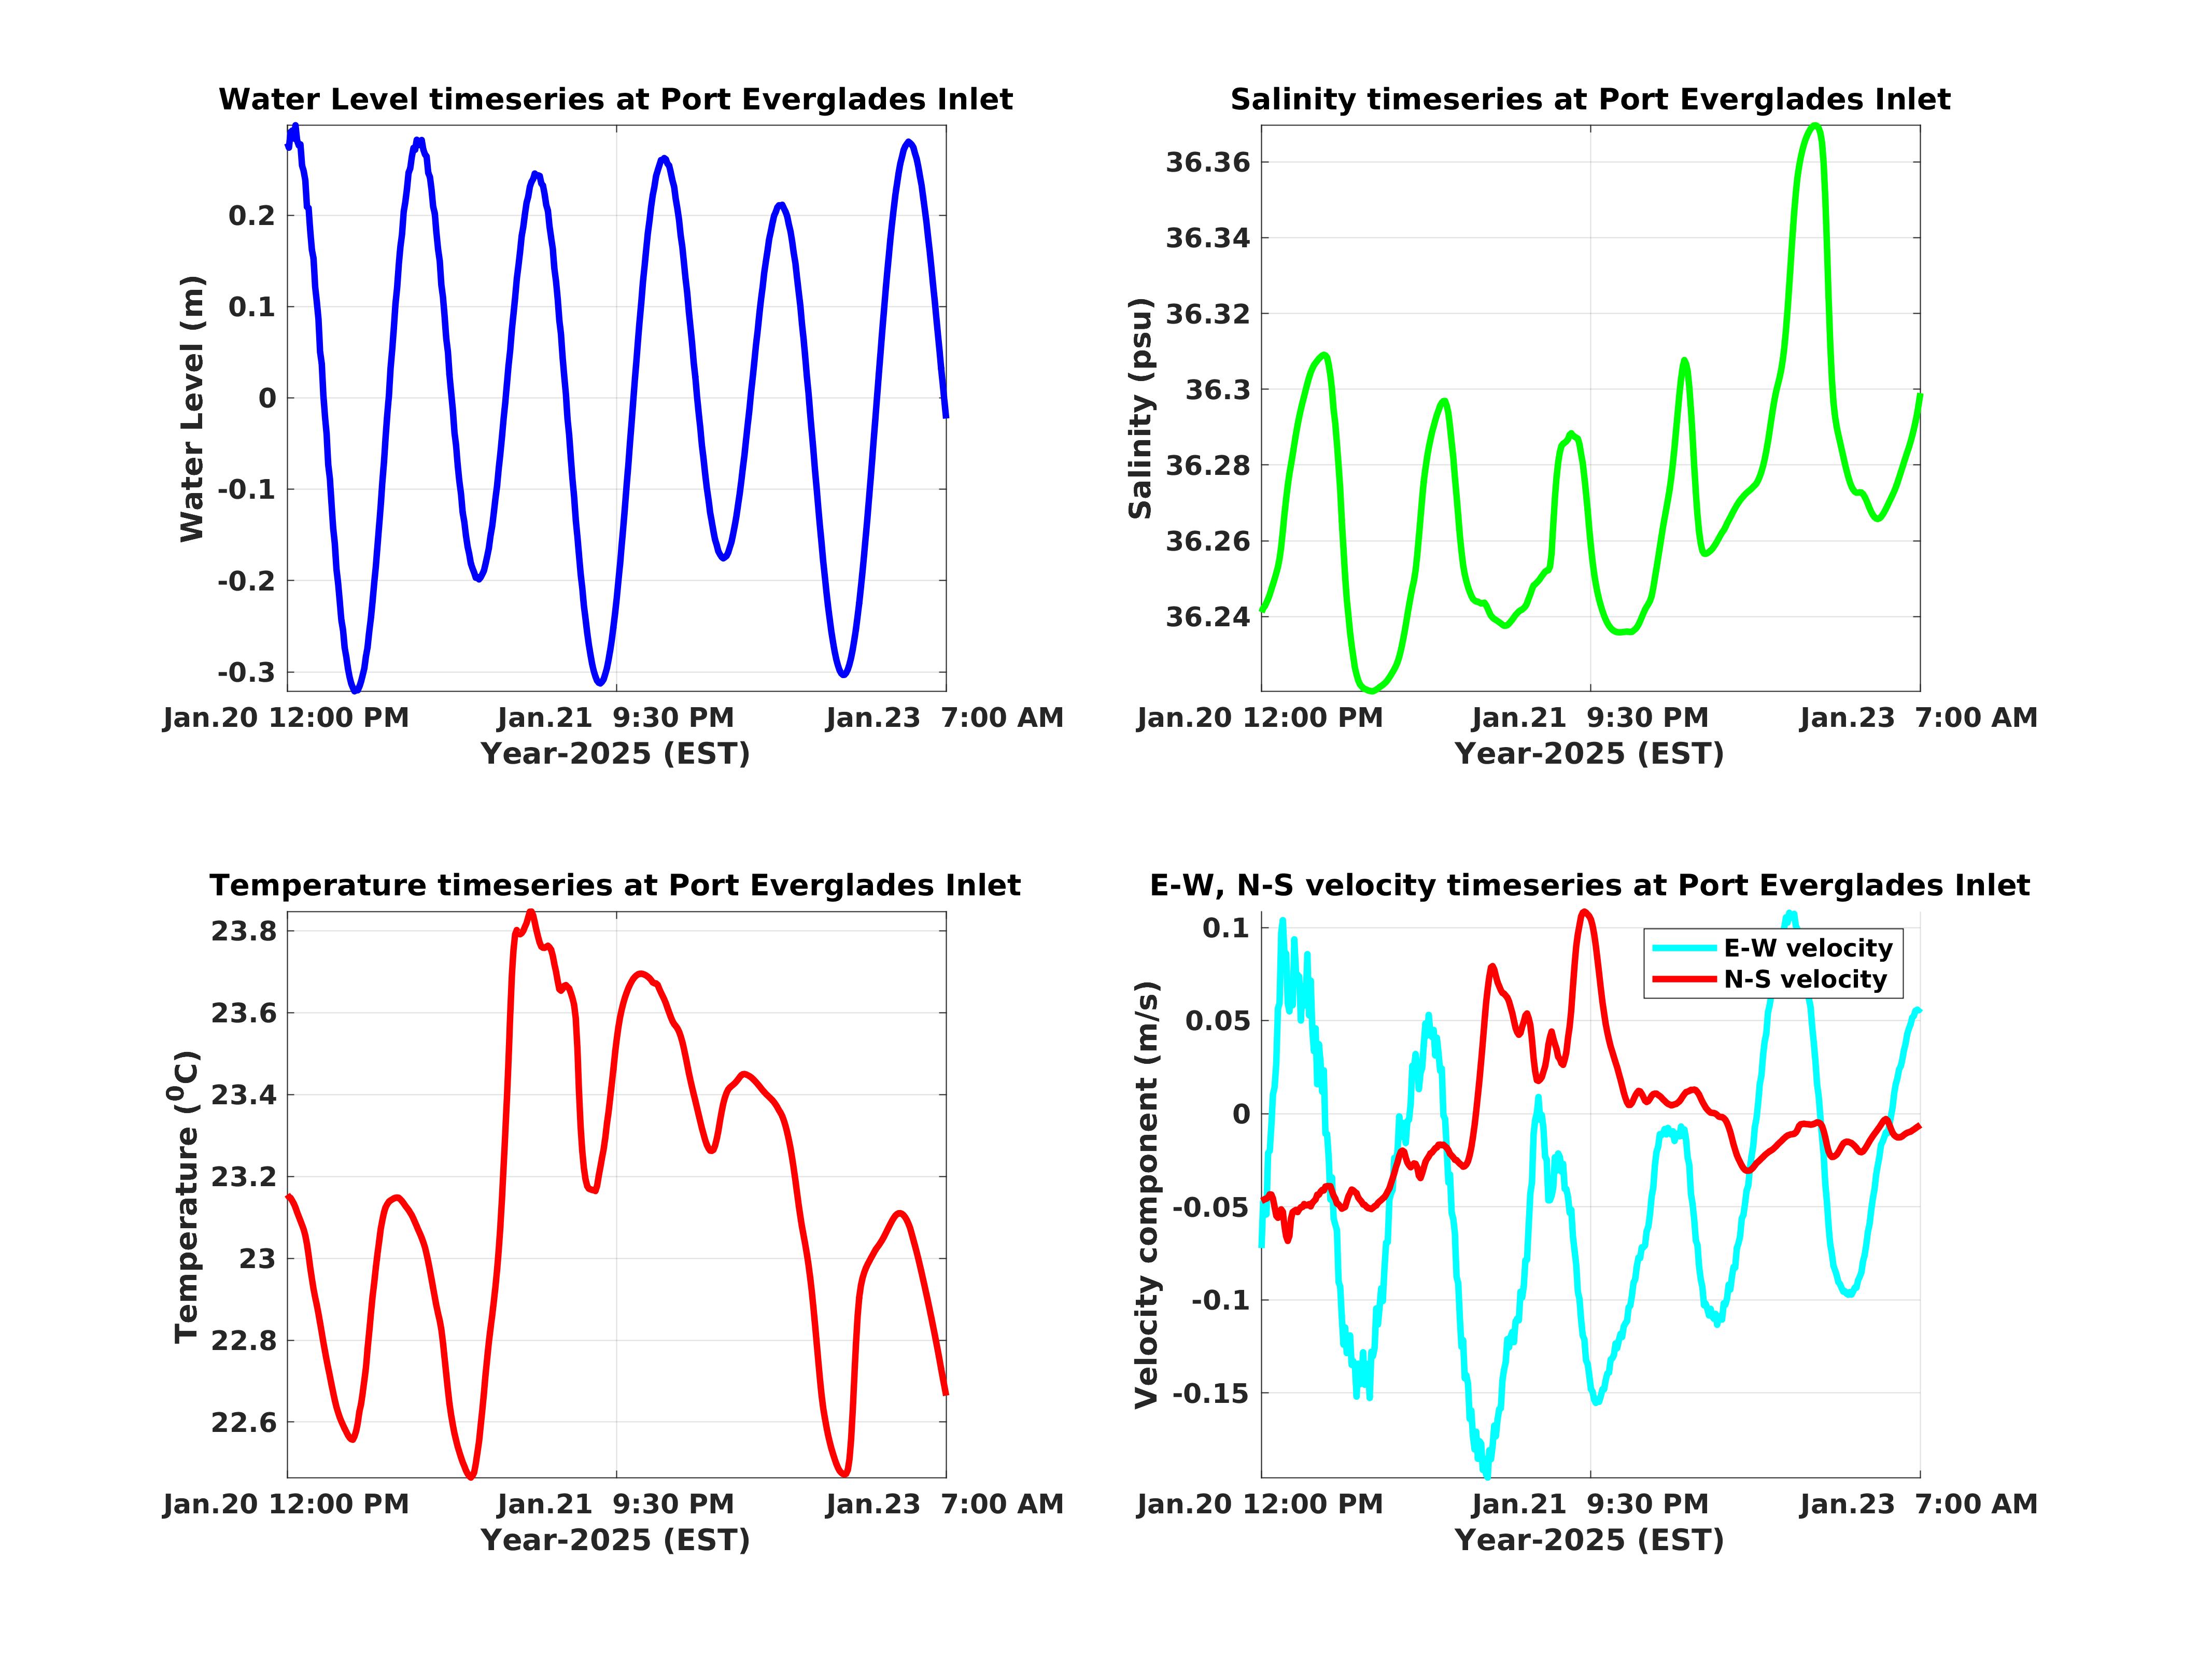 Water Level timeseries at Port Everglades Inlet
0.2
0.1
0
-0.1
-0.2
-0.3
Water Level (m)
Jan.20 12:00 PM
Jan.21  9:30 PM
Jan.23  7:00 AM
Year-2025 (EST)
Salinity timeseries at Port Everglades Inlet
36.36
36.34
36.32
36.3
36.28
36.26
36.24
Salinity (psu)
Jan.20 12:00 PM
Jan.21  9:30 PM
Jan.23  7:00 AM
Year-2025 (EST)
Temperature timeseries at Port Everglades Inlet
23.8
23.6
23.4
23.2
23
22.8
22.6
Temperature (⁰C)
Jan.20 12:00 PM
Jan.21  9:30 PM
Jan.23  7:00 AM
Year-2025 (EST)
E-W, N-S velocity timeseries at Port Everglades Inlet
0.1
0.05
0
-0.05
-0.1
-0.15
Velocity component (m/s)
E-W velocity
N-S velocity
Jan.20 12:00 PM
Jan.21  9:30 PM
Jan.23  7:00 AM
Year-2025 (EST)